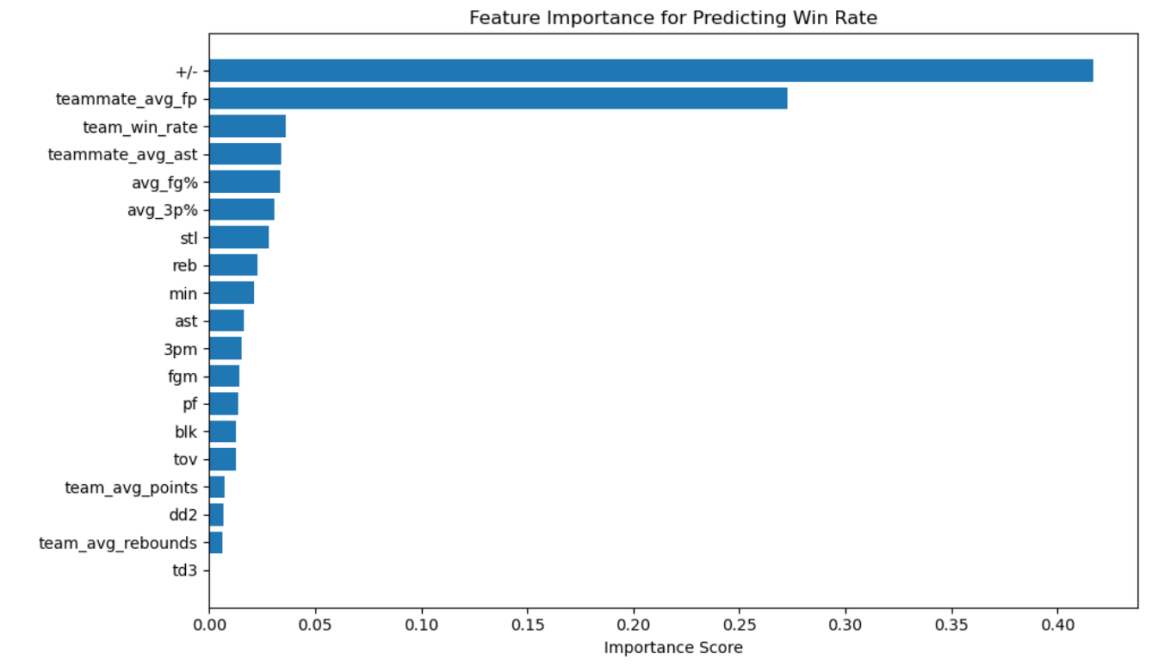 Feature Importance for Predicting Win Rate
+/-
teammate_avg_fp
team_win_rate
teammate_avg_ast
avg_fg%
avg_3p%
stl
reb
min
ast
3pm
fgm
pf
blk
tov
team_avg_points
dd2
team_avg_rebounds
td3
0.00 0.05 0.10 0.15 0.20 0.25 0.30 0.35 0.40
Importance Score